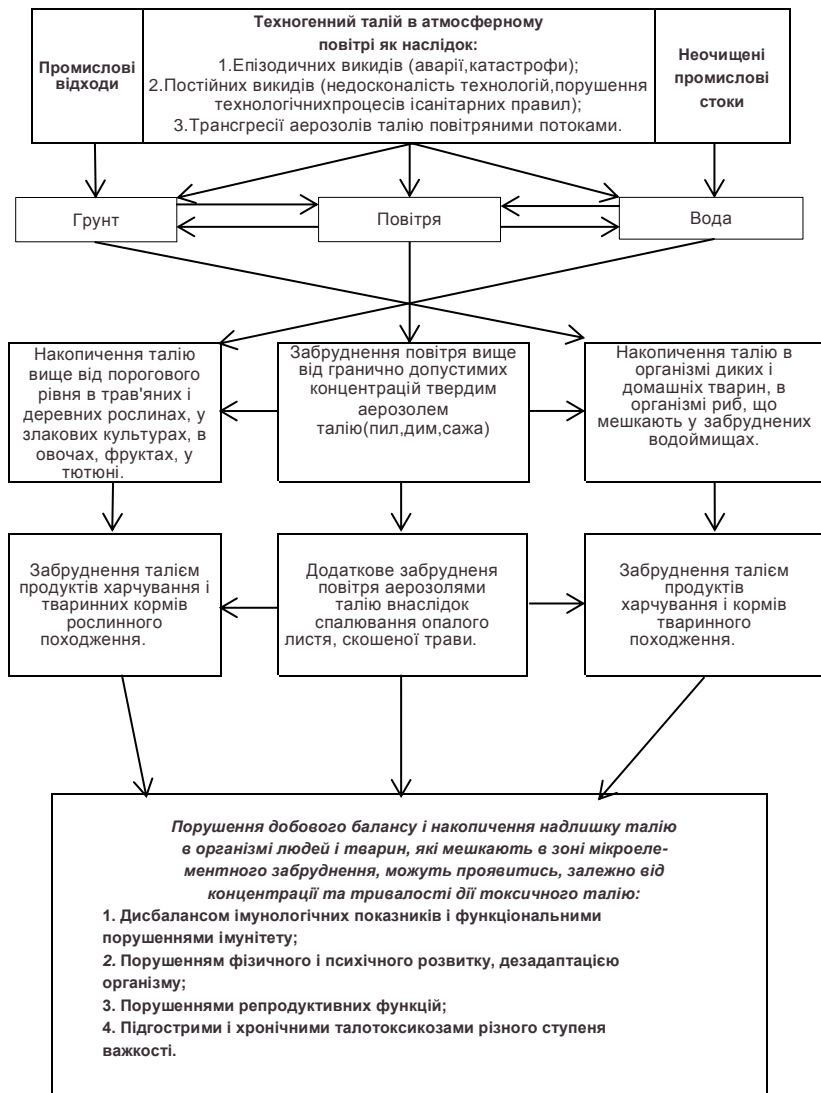 Промислові
відходи
Техногенний талій в атмосферному
повітрі як наслідок:
1.Епізодичних викидів (аварії,катастрофи);
2.Постійних викидів (недосконалість технологій,порушення
технологічнихпроцесів ісанітарних правил);
3.Трансгресії аерозолів талію повітряними потоками.
Неочищені
промислові
стоки
Грунт
Повітря
Вода
Накопичення талію
вище від порогового
рівня в трав'яних і
деревних рослинах, у
злакових культурах, в
овочах, фруктах, у
тютюні.
Забруднення повітря вище
від гранично допустимих
концентрацій твердим
аерозолем
талію(пил,дим,сажа)
Накопичення талію в
організмі диких і
домашніх тварин, в
організмі риб, що
мешкають у забруднених
водоймищах.
Забруднення талієм
продуктів харчування і
тваринних кормів
рослинного
походження.
Додаткове забрудненя
повітря аерозолями
талію внаслідок
спалювання опалого
листя, скошеної трави.
Забруднення талієм
продуктів
харчування і кормів
тваринного
походження.
Порушення добового балансу і накопичення надлишку талію
в організмі людей і тварин, які мешкають в зоні мікроеле-
ментного забруднення, можуть проявитись, залежно від
концентрації та тривалості дії токсичного талію:
1. Дисбалансом імунологічних показників і функціональними
порушеннями імунітету;
2. Порушенням фізичного і психічного розвитку, дезадаптацією
організму;
3. Порушеннями репродуктивних функцій;
4. Підгострими і хронічними талотоксикозами різного ступеня
важкості.